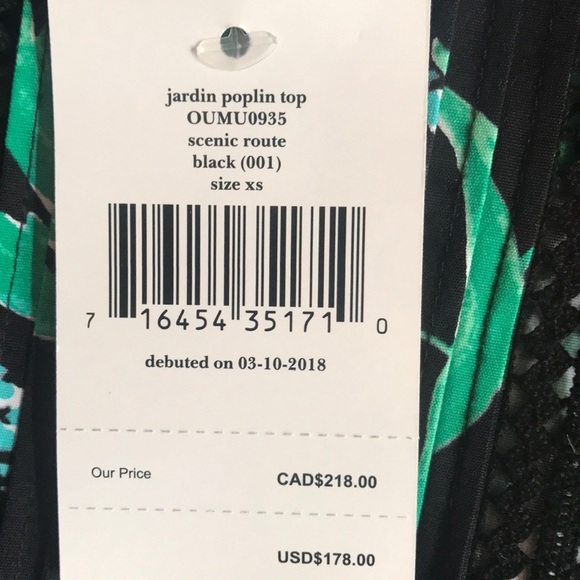 jardin poplin top
OUMU0935
scenic route
black (001)
size xs
7 16454 35171 0
debuted on 03-10-2018
Our Price CAD$218.00
USD$178.00